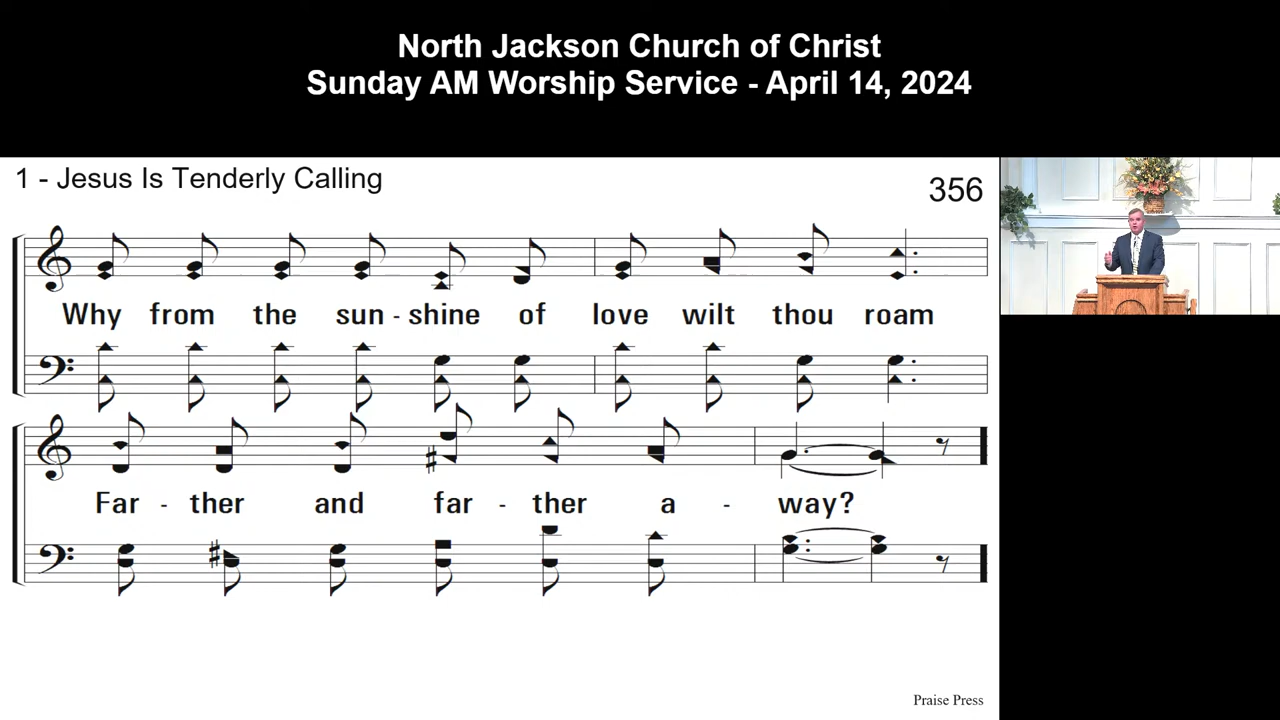 North Jackson Church of Christ
Sunday AM Worship Service - April 14, 2024
1 - Jesus Is Tenderly Calling
356
Why from the sun - shine of love wilt thou roam
Far - ther and far - ther a - way?
Praise Press